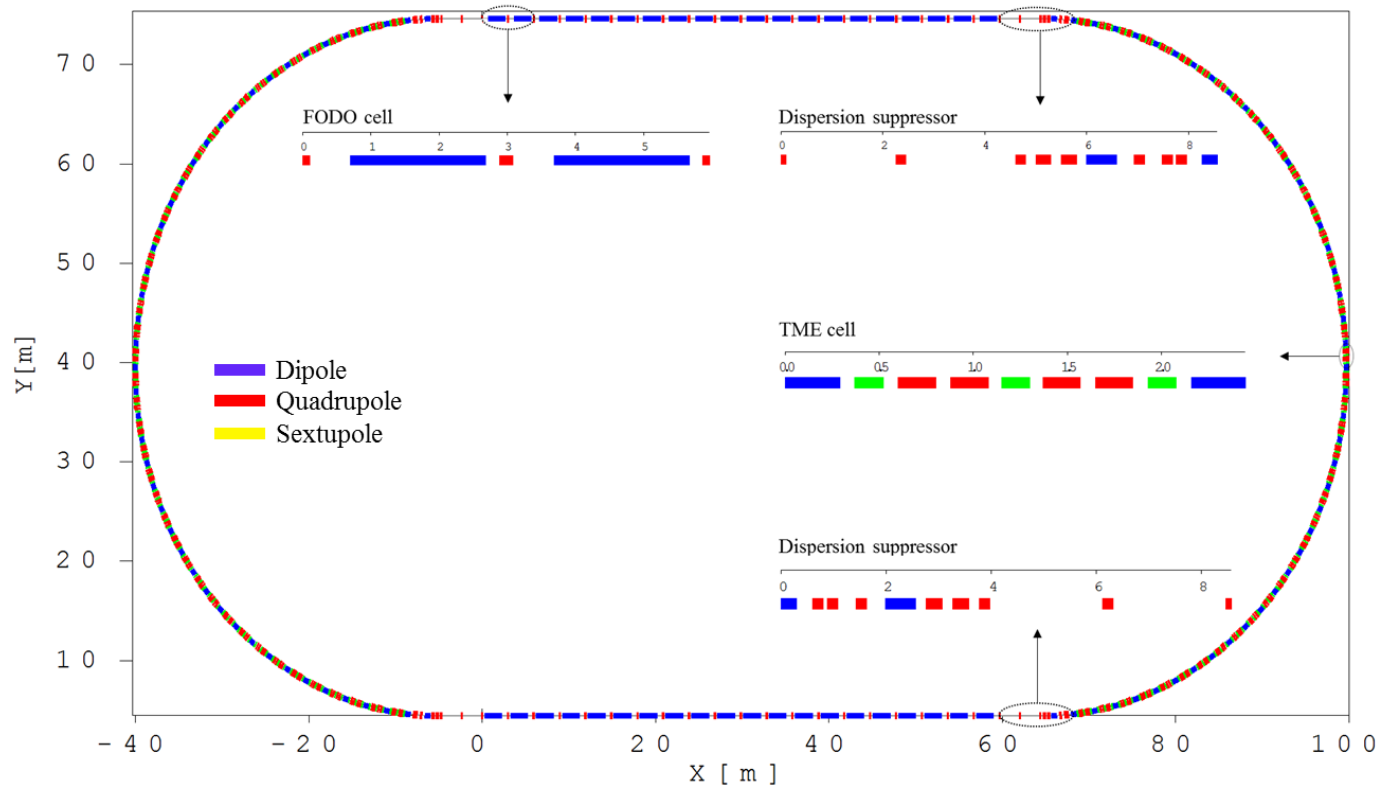 70
FODO cell
0 1 2 3 4 5
Dispersion suppressor
0 2 4 6 8
60
50
TME cell
0.0 0.5 1.0 1.5 2.0
Y[m]
40
Dipole
Quadrupole
Sextupole
30
20
Dispersion suppressor
0 2 4 6 8
10
-40 -20 0 20 40 60 80 100
X [m]